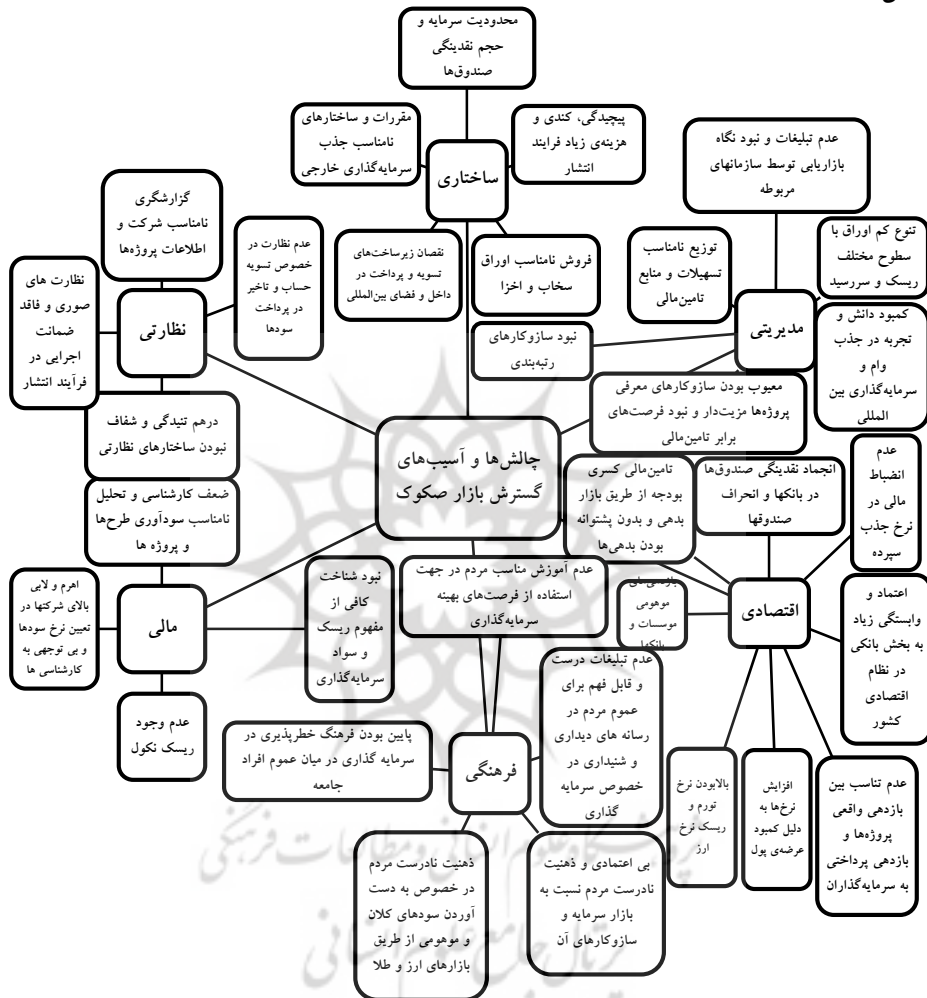 محدودیت سرمایه و
حجم نقدینگی
صندوق‌ها
مقررات و ساختارهای
نامناسب جذب
سرمایه‌گذاری خارجی
پیچیدگی، کندی و
هزینه‌ی زیاد فرایند
انتشار
ساختاری
نقصان زیرساخت‌های
تسویه و پرداخت در
داخل و فضای بین‌المللی
فروش نامناسب اوراق
سخاب و اخزا
عدم تبلیغات و نبود نگاه
بازاریابی توسط سازمانهای
مربوطه
توزیع نامناسب
تسهیلات و منابع
تامین‌مالی
تنوع کم اوراق با
سطوح مختلف
ریسک و سررسید
مدیریتی
نبود سازوکارهای
رتبه‌بندی
کمبود دانش و
تجربه در جذب
وام و
سرمایه‌گذاری بین
المللی
معیوب بودن سازوکارهای معرفی
پروژه‌ها مزیت‌دار و نبود فرصت‌های
برابر تامین‌مالی
گزارشگری
نامناسب شرکت و
اطلاعات پروژه‌ها
عدم نظارت در
خصوص تسویه
حساب و تاخیر
در پرداخت
سودها
نظارت های
صوری و فاقد
ضمانت
اجرایی در
فرآیند انتشار
نظارتی
درهم تنیدگی و شفاف
نبودن ساختارهای نظارتی
چالش‌ها و آسیب‌های
گسترش بازار صکوک
ضعف کارشناسی و تحلیل
نامناسب سودآوری طرح‌ها
و پروژه ها
اهرم و لابی
بالای شرکتها در
تعیین نرخ سودها
و بی توجهی به
کارشناسی ها
مالی
نبود شناخت
کافی از
مفهوم ریسک
و سواد
سرمایه‌گذاری
عدم وجود
ریسک نکول
تامین‌مالی کسری
بودجه از طریق بازار
بدهی و بدون پشتوانه
بودن بدهی‌ها
انجماد نقدینگی صندوق‌ها
در بانکها و انحراف
صندوقها
عدم
انضباط
مالی در
نرخ جذب
سپرده
موهومی
موسسات و
بانکها
اقتصادی
اعتماد و
وابستگی زیاد
به بخش بانکی
در نظام
اقتصادی
کشور
بالابودن نرخ
تورم و
ریسک نرخ
ارز
افزایش
نرخ‌ها به
دلیل کمبود
عرضه‌ی پول
عدم تناسب بین
بازدهی واقعی
پروژه‌ها و
بازدهی پرداختی
به سرمایه‌گذاران
عدم آموزش مناسب مردم در جهت
استفاده از فرصت‌های بهینه
سرمایه‌گذاری
عدم تبلیغات درست
و قابل فهم برای
عموم مردم در
رسانه های دیداری
و شنیداری در
خصوص سرمایه
گذاری
پایین بودن فرهنگ خطرپذیری در
سرمایه گذاری در میان عموم افراد
جامعه
فرهنگی
ذهنیت نادرست مردم
در خصوص به دست
آوردن سودهای کلان
و موهومی از طریق
بازارهای ارز و طلا
بی اعتمادی و ذهنیت
نادرست مردم نسبت به
بازار سرمایه و
سازوکارهای آن
پژوهشگاه علوم انسانی و مطالعات فرهنگی
پرتال جامع علوم انسانی